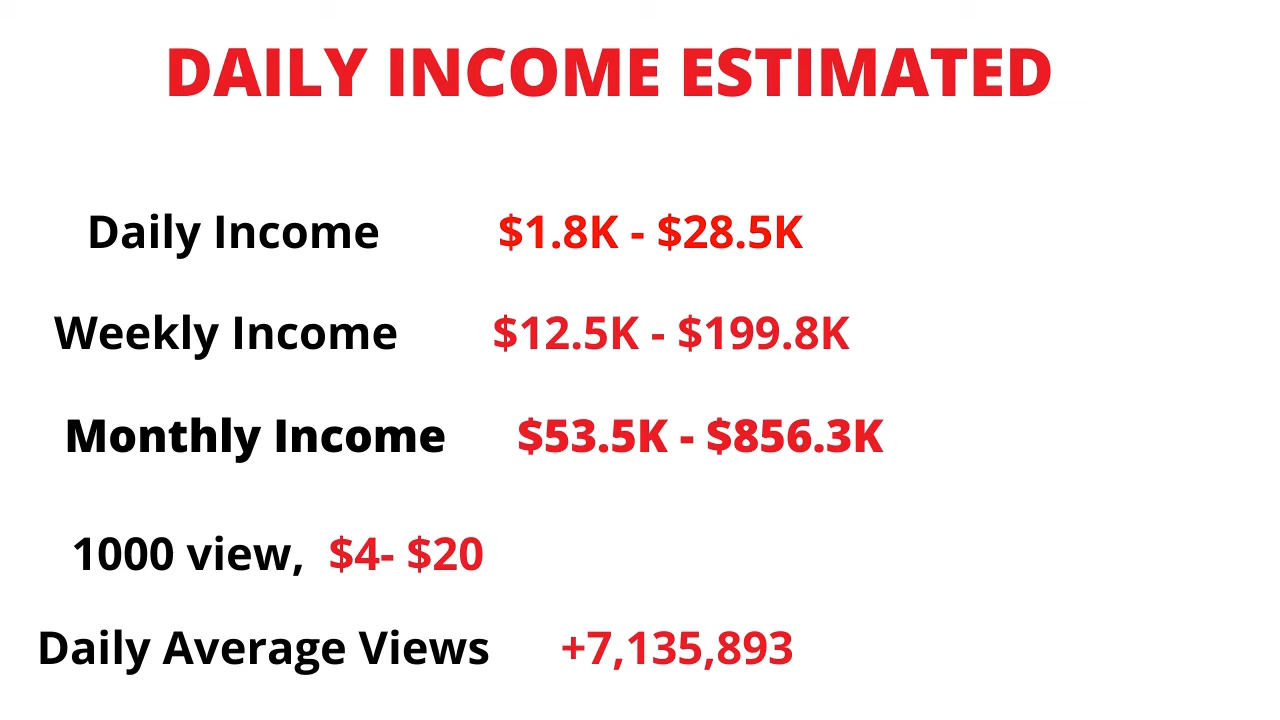 DAILY INCOME ESTIMATED
Daily Income $1.8K - $28.5K
Weekly Income $12.5K - $199.8K
Monthly Income $53.5K - $856.3K
1000 view, $4- $20
Daily Average Views +7,135,893